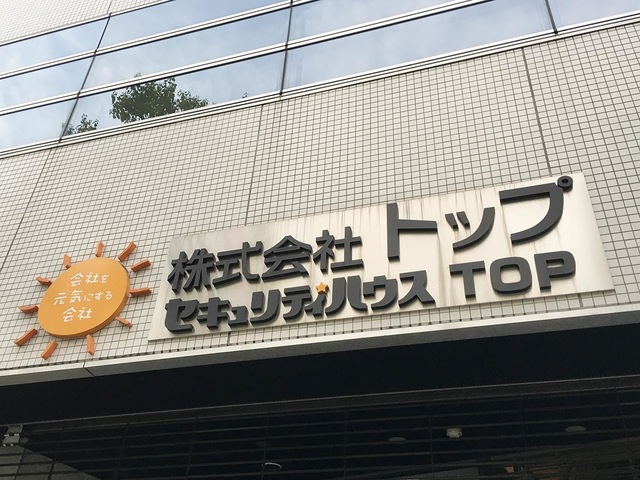 会社を
元気にする
会社
株式会社 トップ
セキュリティハウス TOP